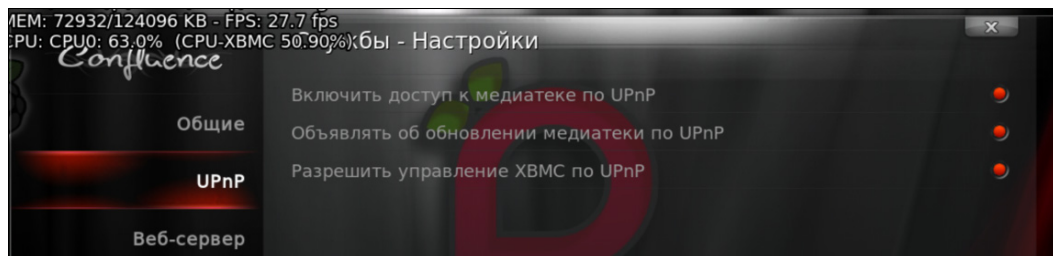 MEM: 72932/124096 KB - FPS: 27.7 fps
CPU: CPU0: 63.0% (CPU-XBMC 50.90%)
жбы - Настройки
Confluence
Включить доступ к медиатеке по UPnP
Общие
Объявлять об обновлении медиатеки по UPnP
UPnP
Разрешить управление XBMC по UPnP
Веб-сервер